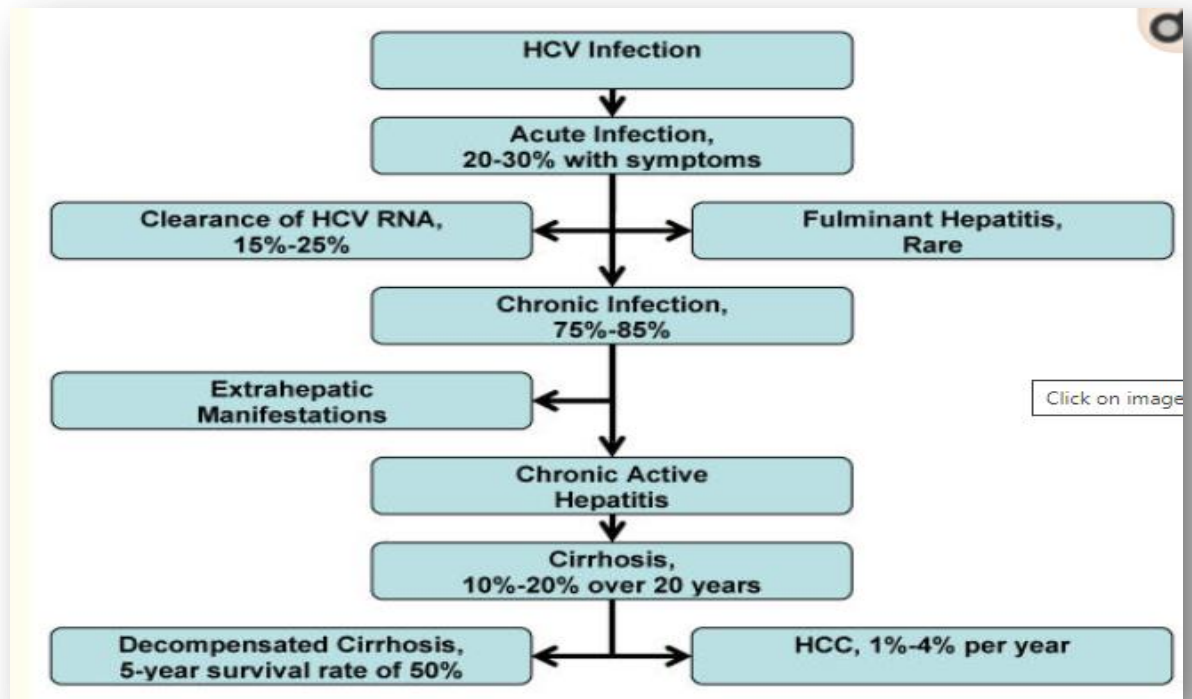 HCV Infection
Acute Infection,
20-30% with symptoms
Clearance of HCV RNA,
15%-25%
Fulminant Hepatitis,
Rare
Chronic Infection,
75%-85%
Extrahepatic
Manifestations
Click on image
Chronic Active
Hepatitis
Cirrhosis,
10%-20% over 20 years
Decompensated Cirrhosis,
5-year survival rate of 50%
HCC, 1%-4% per year